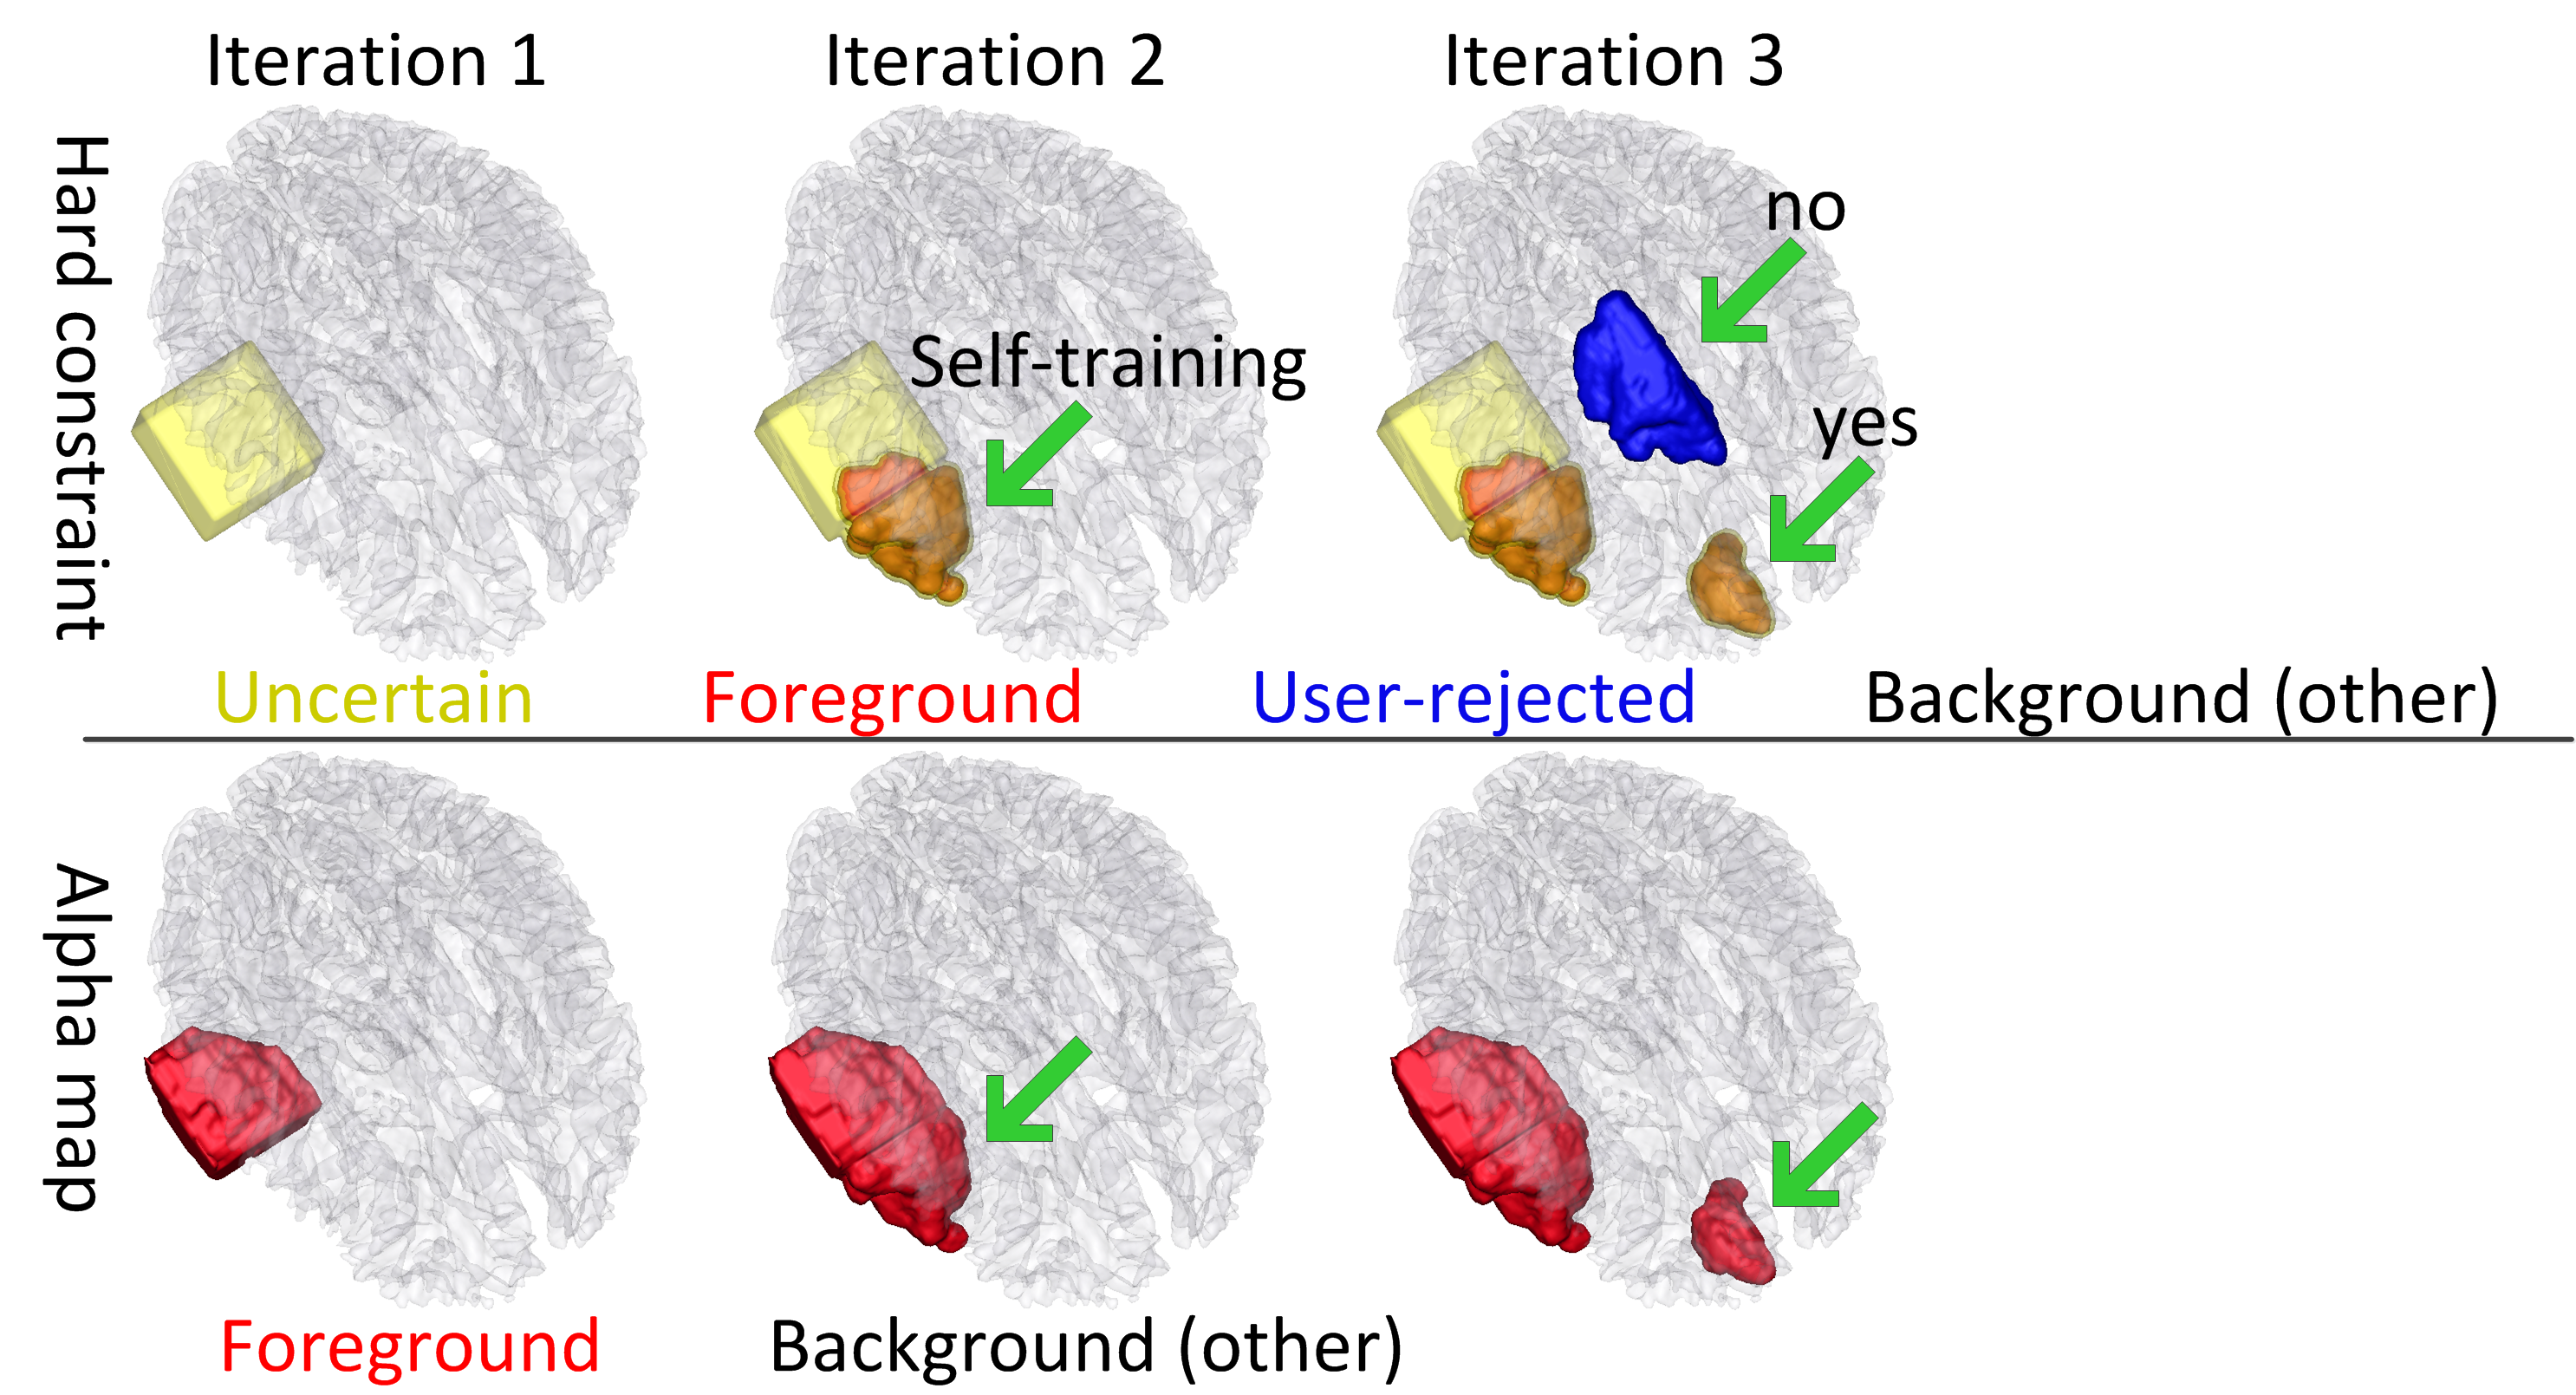 Iteration 1
Iteration 2
Iteration 3
Hard constraint
no
Self-training
yes
Uncertain
Foreground
User-rejected
Background (other)
Alpha map
Foreground
Background (other)